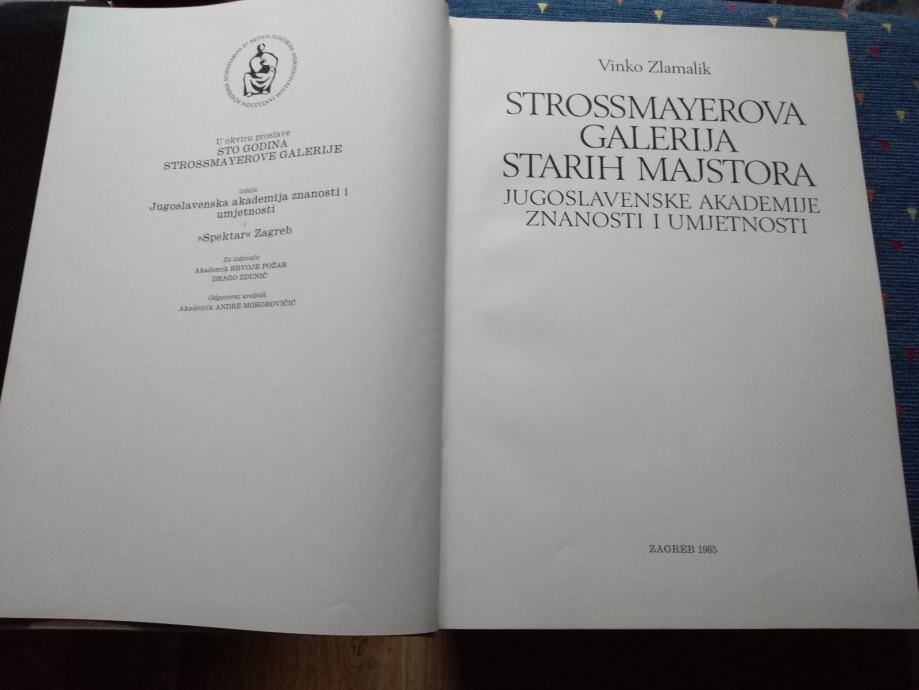 U okviru proslave
STO GODINA
STROSSMAYEROVE GALERIJE
izdaju
Jugoslavenska akademija znanosti i
umjetnosti
i
»Spektar« Zagreb
Za izdavače
Akademik HRVOJE POŽAR
DRAGO ZDUNIĆ
Odgovorni urednik
Akademik ANDRE MOHOROVIČIĆ
Vinko Zlamalik
STROSSMAYEROVA
GALERIJA
STARIH MAJSTORA
JUGOSLAVENSKE AKADEMIJE
ZNANOSTI I UMJETNOSTI
ZAGREB 1985